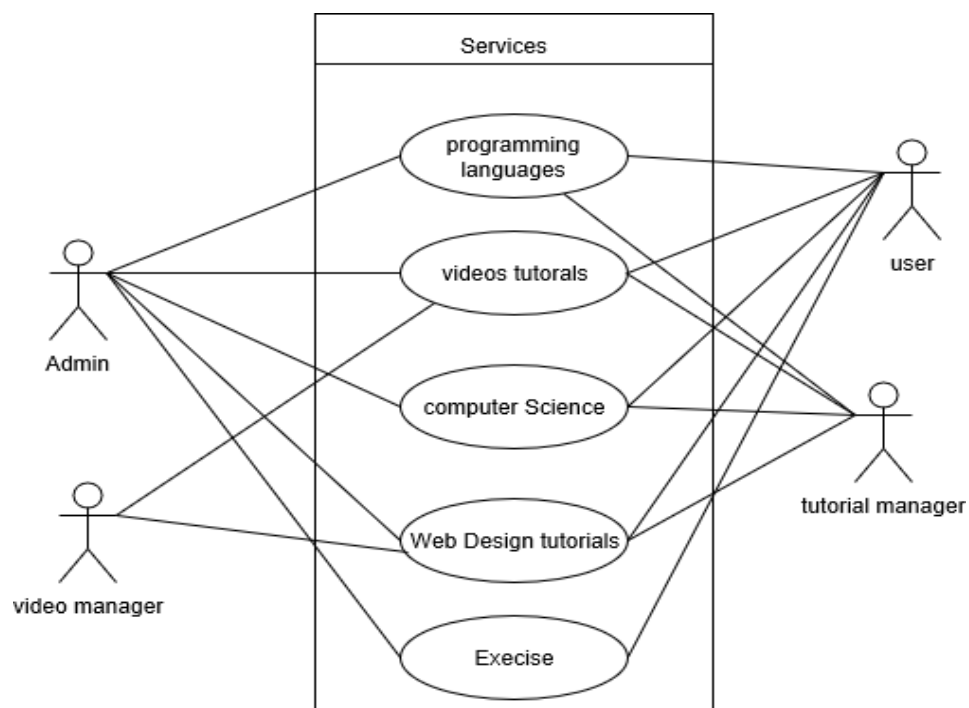 Services
programming
languages
user
videos tutorals
Admin
computer Science
tutorial manager
Web Design tutorials
video manager
Execise